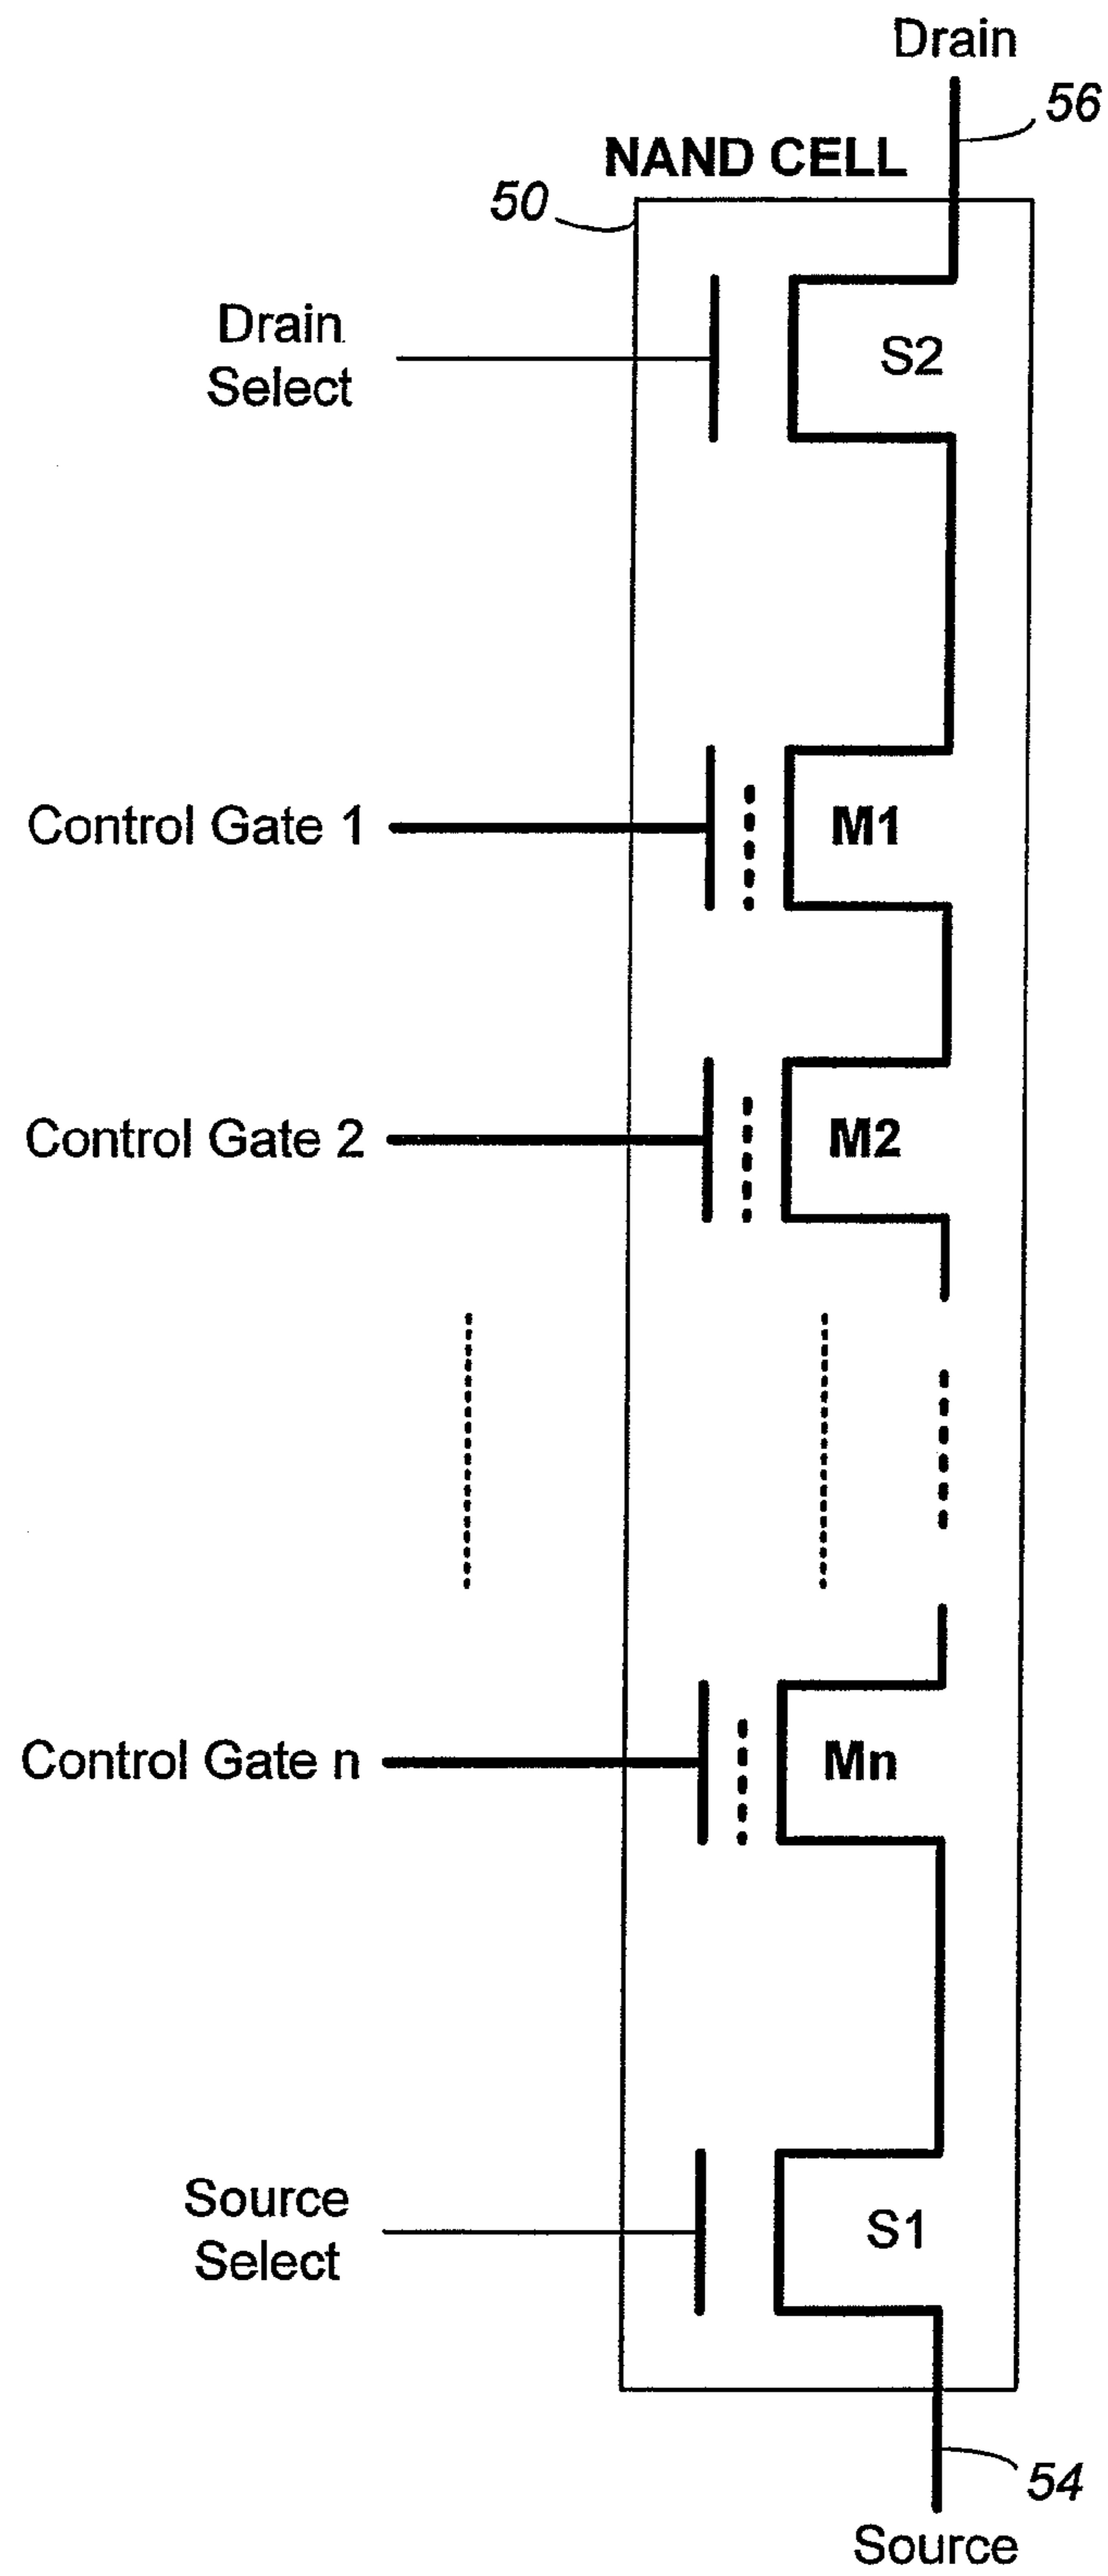 Drain
56
NAND CELL
50
Drain
Select
S2
Control Gate 1
M1
Control Gate 2
M2
Control Gate n
Mn
Source
Select
S1
54
Source